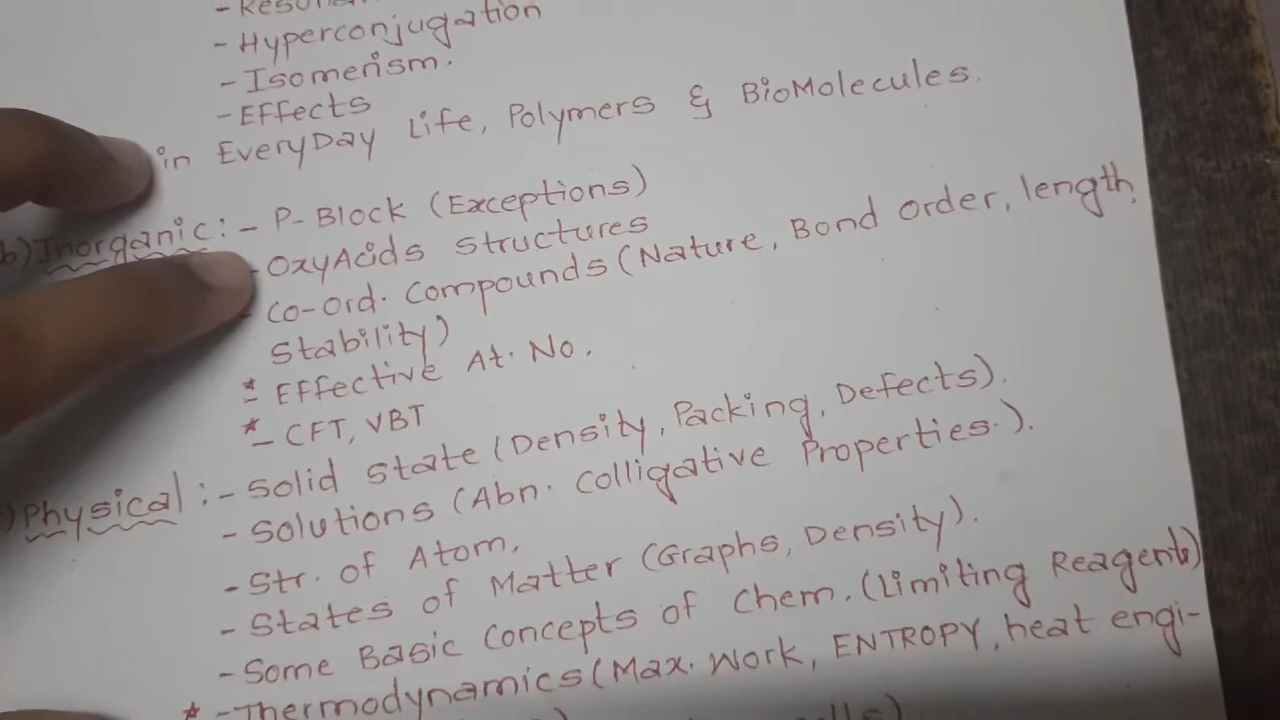 - Hyperconjugation
- Isomerism.
- Effects
in EveryDay Life, Polymers & BioMolecules.
b) Inorganic :- P-Block (Exceptions)
- OxyAcids structures
- Co-ord. Compounds (Nature, Bond order, length,
Stability)
* - Effective At. No.
* - CFT, VBT
) Physical :- Solid state (Density, Packing, Defects).
- Solutions (Abn. Colligative Properties.).
- Str. of Atom.
- States of Matter (Graphs, Density).
- Some Basic Concepts of Chem. (Limiting Reagent)
* - Thermodynamics (Max. Work, ENTROPY, heat engi-